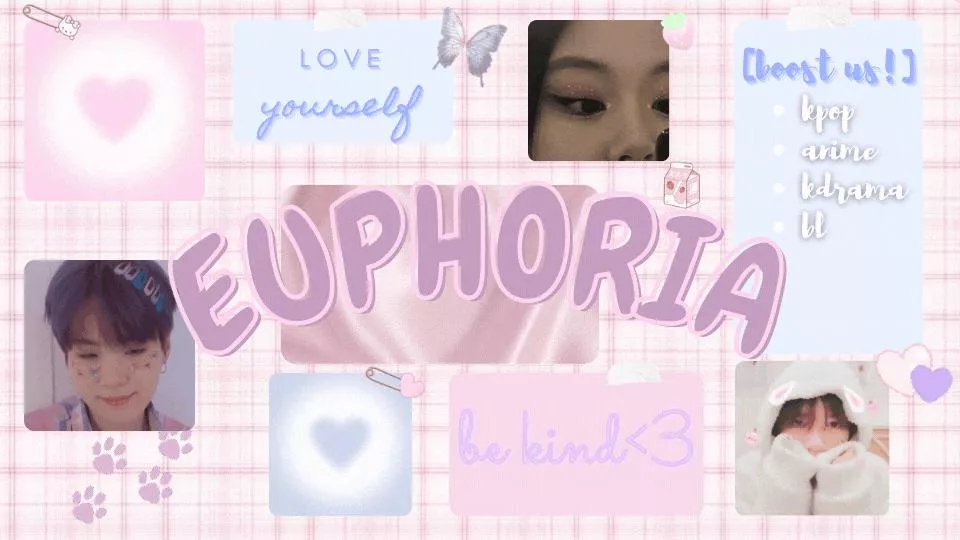 LOVE
yourself
[boost us!]
kpop
anime
kdrama
bl
EUPHORIA
be kind<3